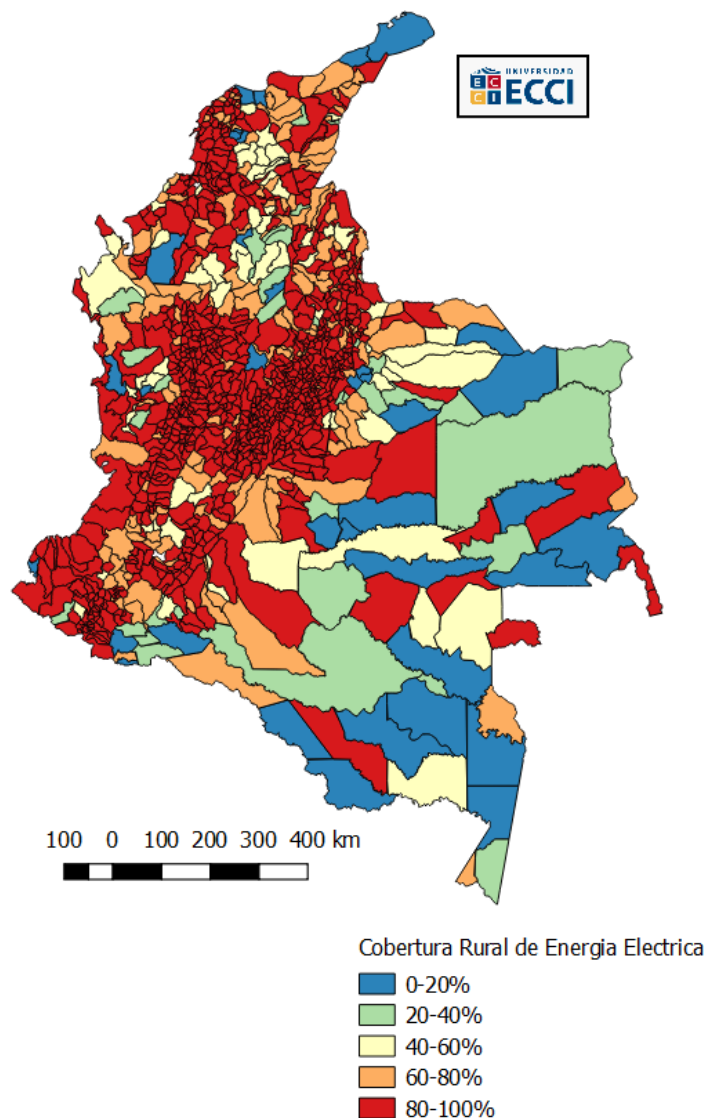 UNIVERSIDAD
E C
C I
ECCI
100 0 100 200 300 400 km
Cobertura Rural de Energia Electrica
0-20%
20-40%
40-60%
60-80%
80-100%